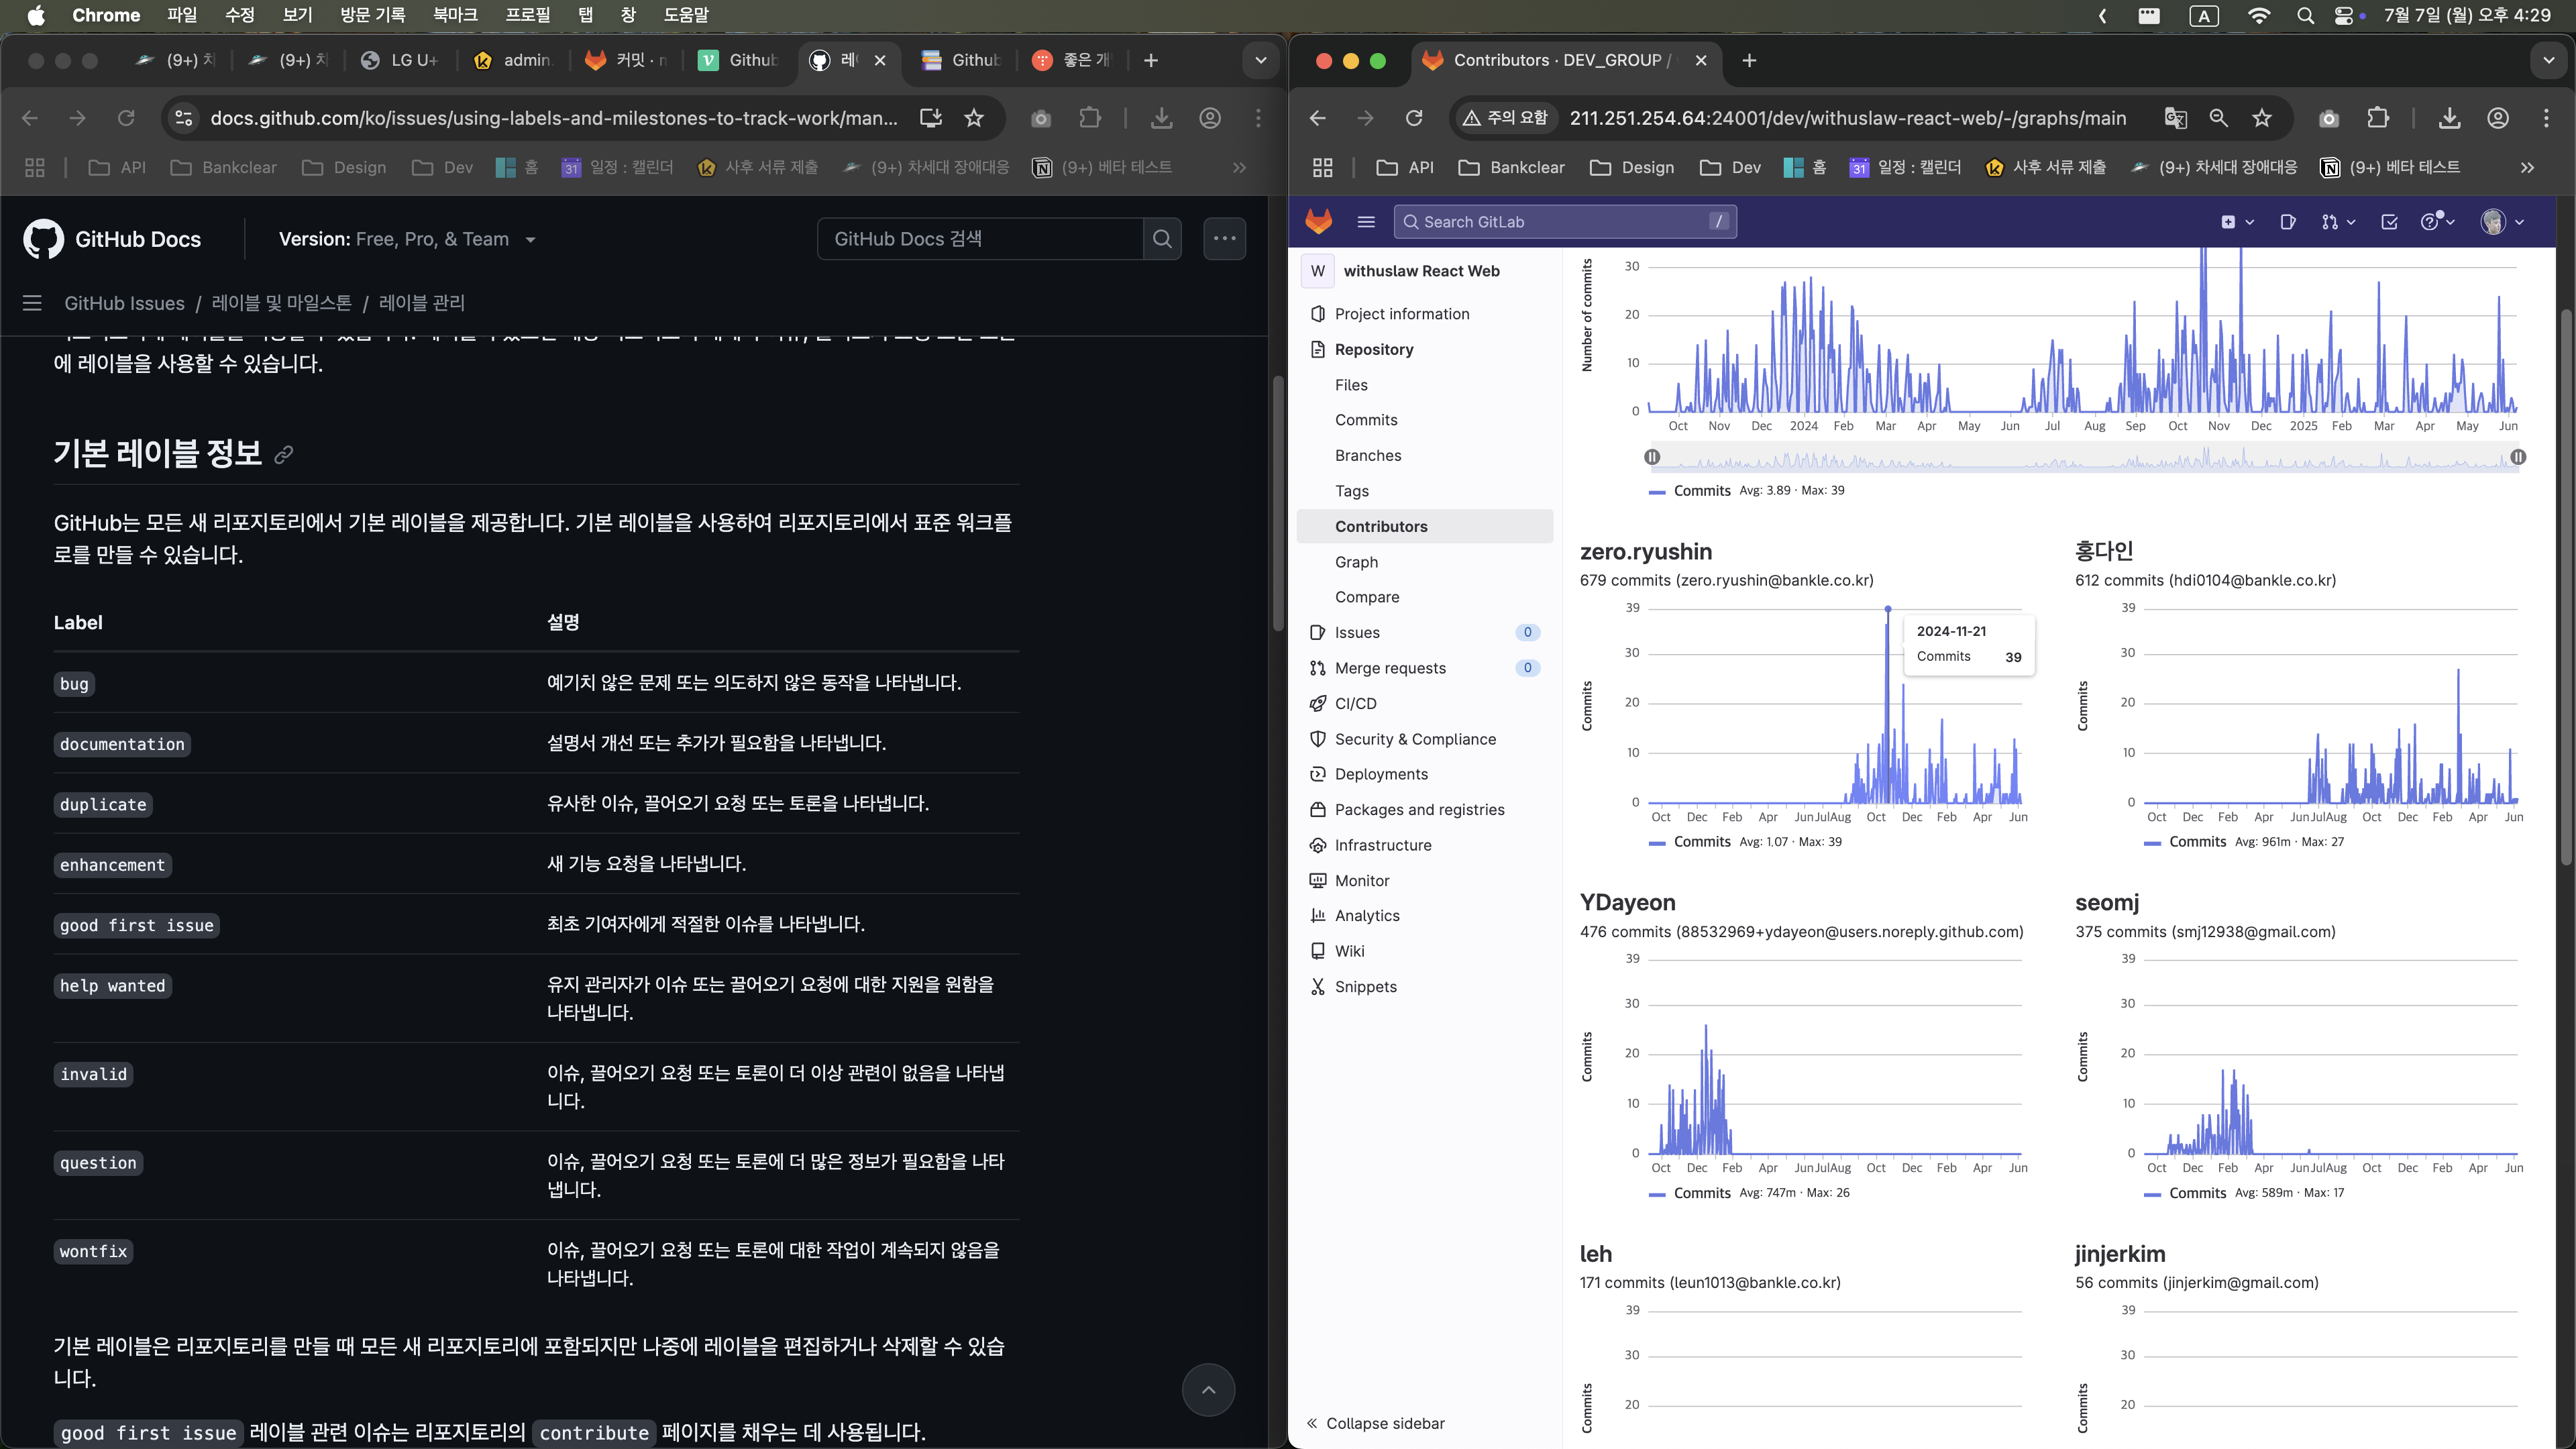 Chrome 파일 수정 보기 방문 기록 북마크 프로필 탭 창 도움말
A 7월 7일 (월) 오후 4:29
(9+) 차 (9+) 차 LG U+ admin. 커밋 · Github 레 Github 좋은 개
docs.github.com/ko/issues/using-labels-and-milestones-to-track-work/man...
API Bankclear Design Dev 홈 31 일정 : 캘린더 사후 서류 제출 (9+) 차세대 장애대응 (9+) 베타 테스트
GitHub Docs Version: Free, Pro, & Team GitHub Docs 검색
GitHub Issues / 레이블 및 마일스톤 / 레이블 관리
에 레이블을 사용할 수 있습니다.
기본 레이블 정보
GitHub는 모든 새 리포지토리에서 기본 레이블을 제공합니다. 기본 레이블을 사용하여 리포지토리에서 표준 워크플
로를 만들 수 있습니다.
Label 설명
bug 예기치 않은 문제 또는 의도하지 않은 동작을 나타냅니다.
documentation 설명서 개선 또는 추가가 필요함을 나타냅니다.
duplicate 유사한 이슈, 끌어오기 요청 또는 토론을 나타냅니다.
enhancement 새 기능 요청을 나타냅니다.
good first issue 최초 기여자에게 적절한 이슈를 나타냅니다.
help wanted 유지 관리자가 이슈 또는 끌어오기 요청에 대한 지원을 원함을
나타냅니다.
invalid 이슈, 끌어오기 요청 또는 토론이 더 이상 관련이 없음을 나타냅
니다.
question 이슈, 끌어오기 요청 또는 토론에 더 많은 정보가 필요함을 나타
냅니다.
wontfix 이슈, 끌어오기 요청 또는 토론에 대한 작업이 계속되지 않음을
나타냅니다.
기본 레이블은 리포지토리를 만들 때 모든 새 리포지토리에 포함되지만 나중에 레이블을 편집하거나 삭제할 수 있습
니다.
good first issue 레이블 관련 이슈는 리포지토리의 contribute 페이지를 채우는 데 사용됩니다.
Contributors · DEV_GROUP /
주의 요함 211.251.254.64:24001/dev/withuslaw-react-web/-/graphs/main
API Bankclear Design Dev 홈 31 일정 : 캘린더 사후 서류 제출 (9+) 차세대 장애대응 (9+) 베타 테스트
Search GitLab /
W withuslaw React Web
Project information
Repository
Files
Commits
Branches
Tags
Contributors
Graph
Compare
Issues 0
Merge requests 0
CI/CD
Security & Compliance
Deployments
Packages and registries
Infrastructure
Monitor
Analytics
Wiki
Snippets
Collapse sidebar
Number of commits
30
20
10
0
Oct Nov Dec 2024 Feb Mar Apr May Jun Jul Aug Sep Oct Nov Dec 2025 Feb Mar Apr May Jun
Commits Avg: 3.89 · Max: 39
zero.ryushin
679 commits (zero.ryushin@bankle.co.kr)
Commits
39
30
20
10
0
2024-11-21
Commits 39
Oct Dec Feb Apr Jun Jul Aug Oct Dec Feb Apr Jun
Commits Avg: 1.07 · Max: 39
홍다인
612 commits (hdi0104@bankle.co.kr)
Commits
39
30
20
10
0
Oct Dec Feb Apr Jun Jul Aug Oct Dec Feb Apr Jun
Commits Avg: 961m · Max: 27
YDayeon
476 commits (88532969+ydayeon@users.noreply.github.com)
Commits
39
30
20
10
0
Oct Dec Feb Apr Jun Jul Aug Oct Dec Feb Apr Jun
Commits Avg: 747m · Max: 26
seomj
375 commits (smj12938@gmail.com)
Commits
39
30
20
10
0
Oct Dec Feb Apr Jun Jul Aug Oct Dec Feb Apr Jun
Commits Avg: 589m · Max: 17
leh
171 commits (leun1013@bankle.co.kr)
Commits
39
30
20
jinjerkim
56 commits (jinjerkim@gmail.com)
Commits
39
30
20